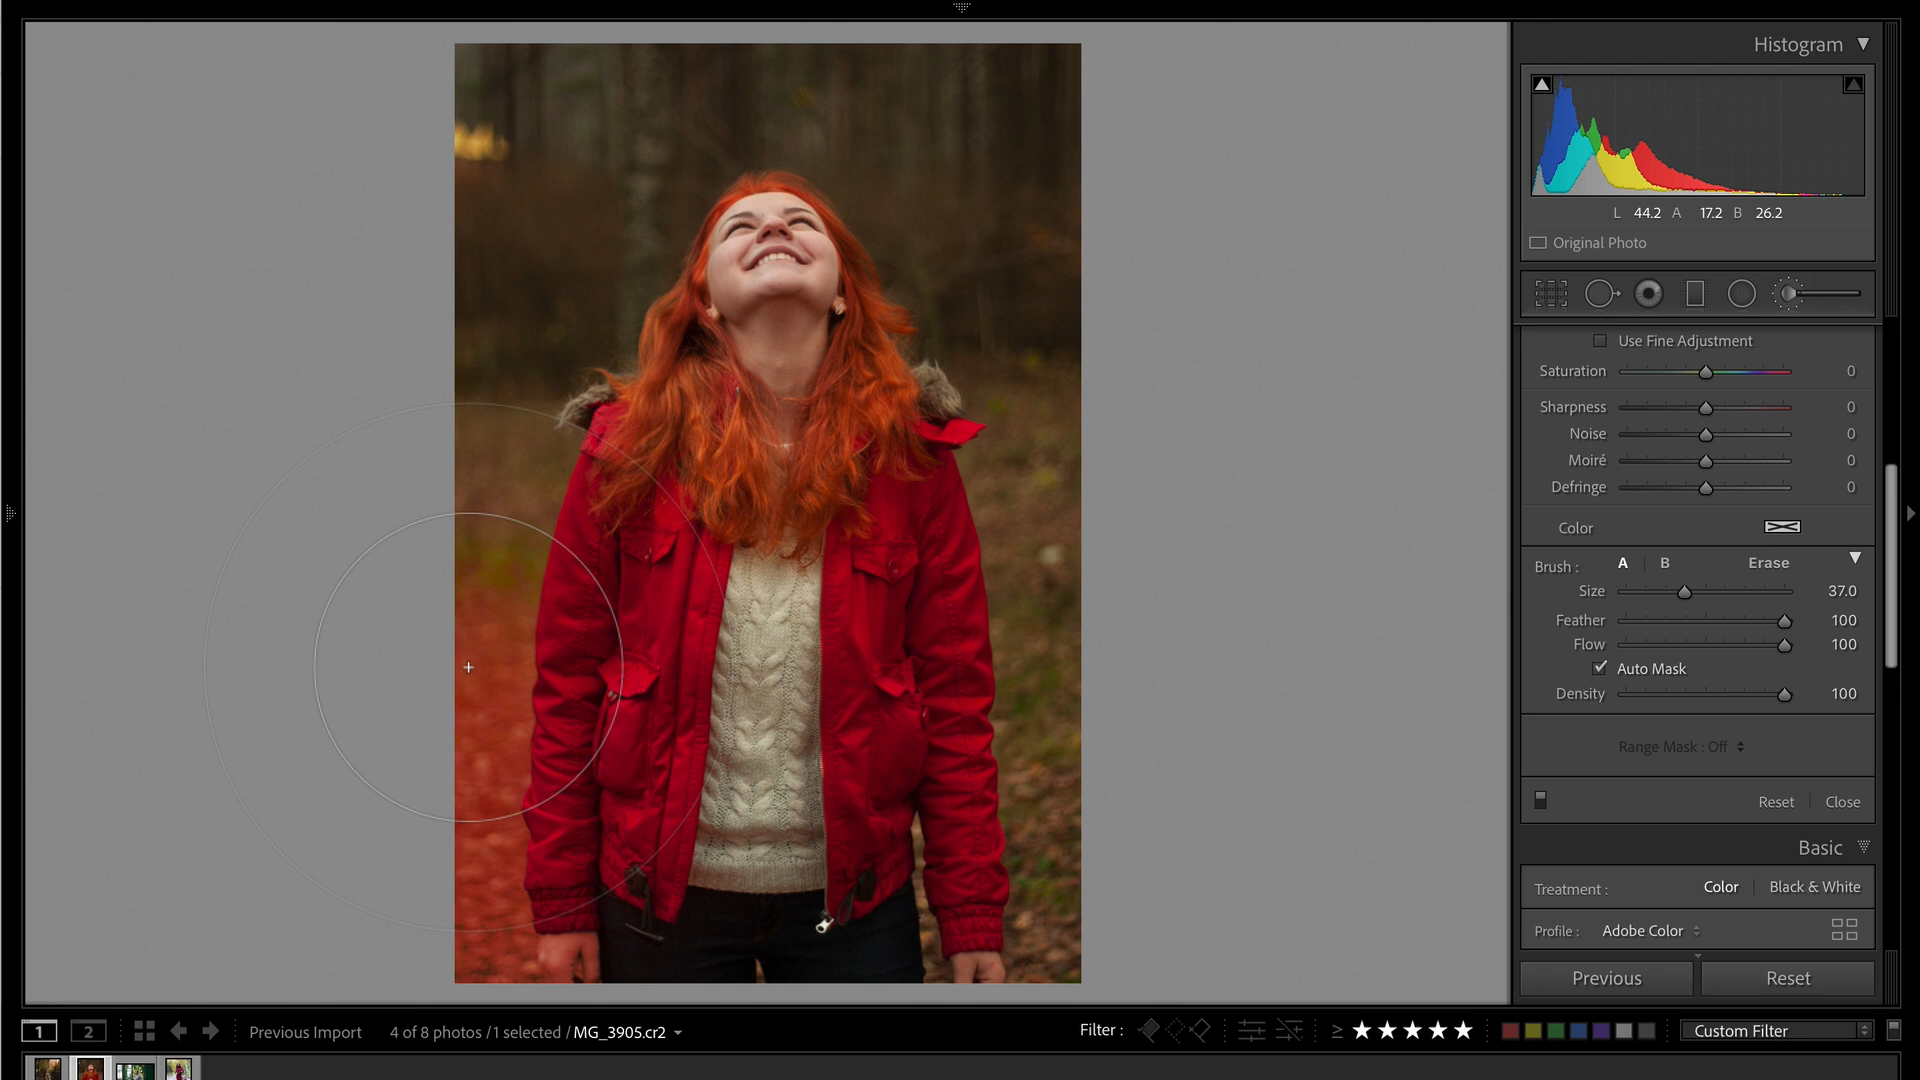 Histogram
L 44.2 A 17.2 B 26.2
Original Photo
Use Fine Adjustment
Saturation 0
Sharpness 0
Noise 0
Moiré 0
Defringe 0
Color
Brush : A B Erase
Size 37.0
Feather 100
Flow 100
Auto Mask
Density 100
Range Mask : Off
Reset Close
Basic
Treatment : Color Black & White
Profile : Adobe Color
Previous Reset
1 2 Previous Import 4 of 8 photos / 1 selected / MG_3905.cr2 Filter : ≥ ★★★★★ Custom Filter